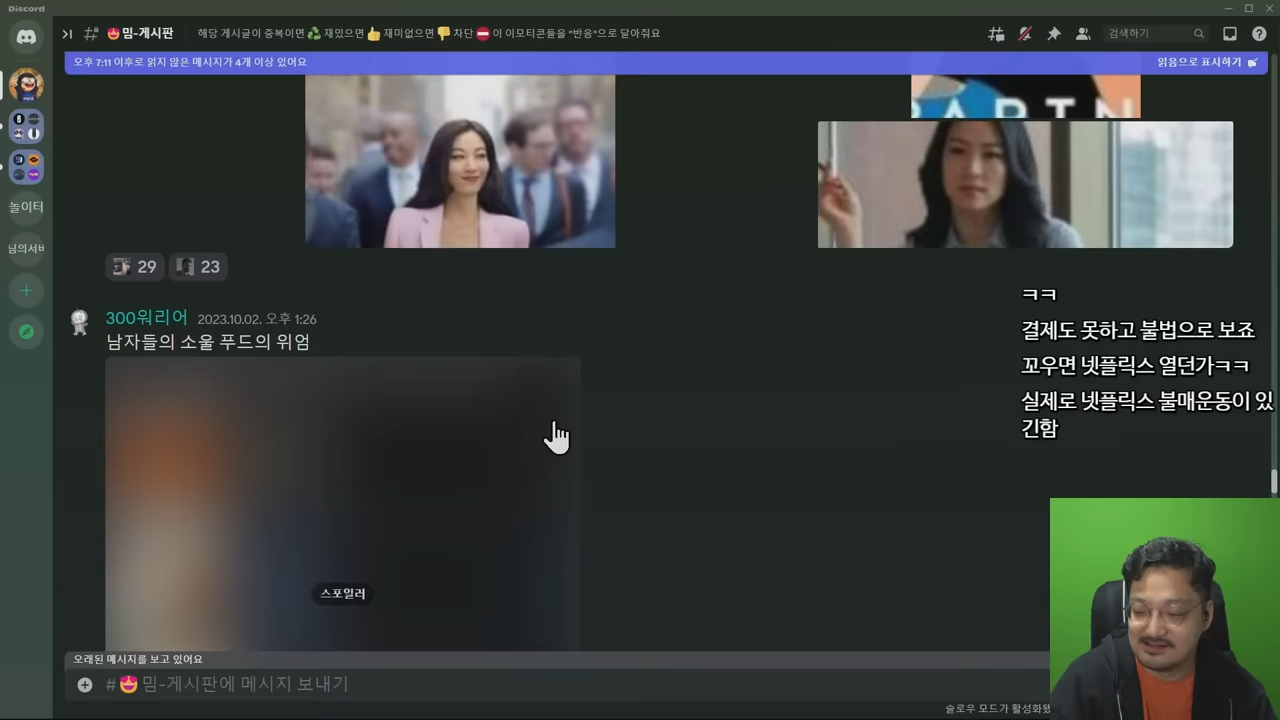 Discord
밈-게시판
해당 게시글이 중복이면 재밌으면 재미없으면 차단 이 이모티콘들을 "반응"으로 달아줘요
검색하기
오후 7:11 이후로 읽지 않은 메시지가 4개 이상 있어요
읽음으로 표시하기
놀이터
님의서버
29 23
300워리어 2023.10.02. 오후 1:26
남자들의 소울 푸드의 위엄
ㅋㅋ
결제도 못하고 불법으로 보죠
꼬우면 넷플릭스 열던가ㅋㅋ
실제로 넷플릭스 불매운동이 있
긴함
스포일러
오래된 메시지를 보고 있어요
# 밈-게시판에 메시지 보내기
슬로우 모드가 활성화